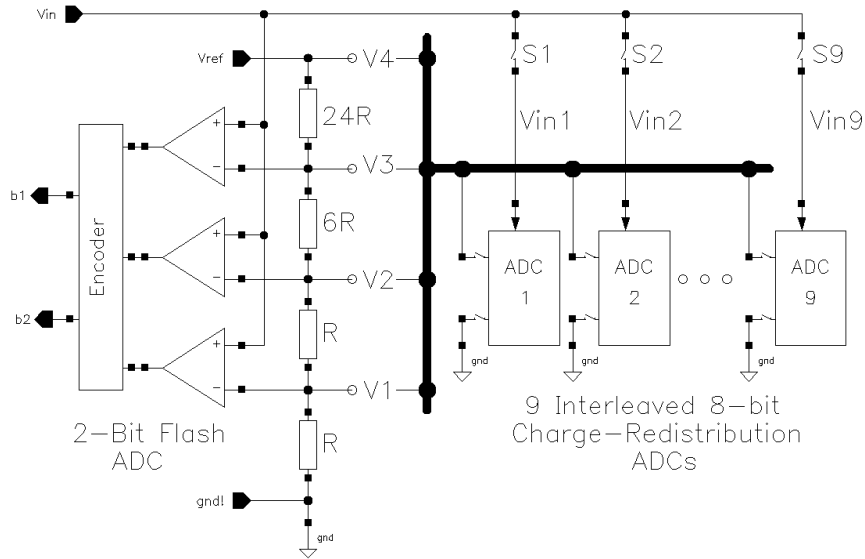 Vin
Vref
V4
S1
S2
S9
24R
Vin1
Vin2
Vin9
+
−
V3
b1
6R
Encoder
+
−
V2
ADC
1
ADC
2
ADC
9
b2
R
+
−
V1
gnd
gnd
gnd
2-Bit Flash
ADC
R
9 Interleaved 8-bit
Charge-Redistribution
ADCs
gnd!
gnd